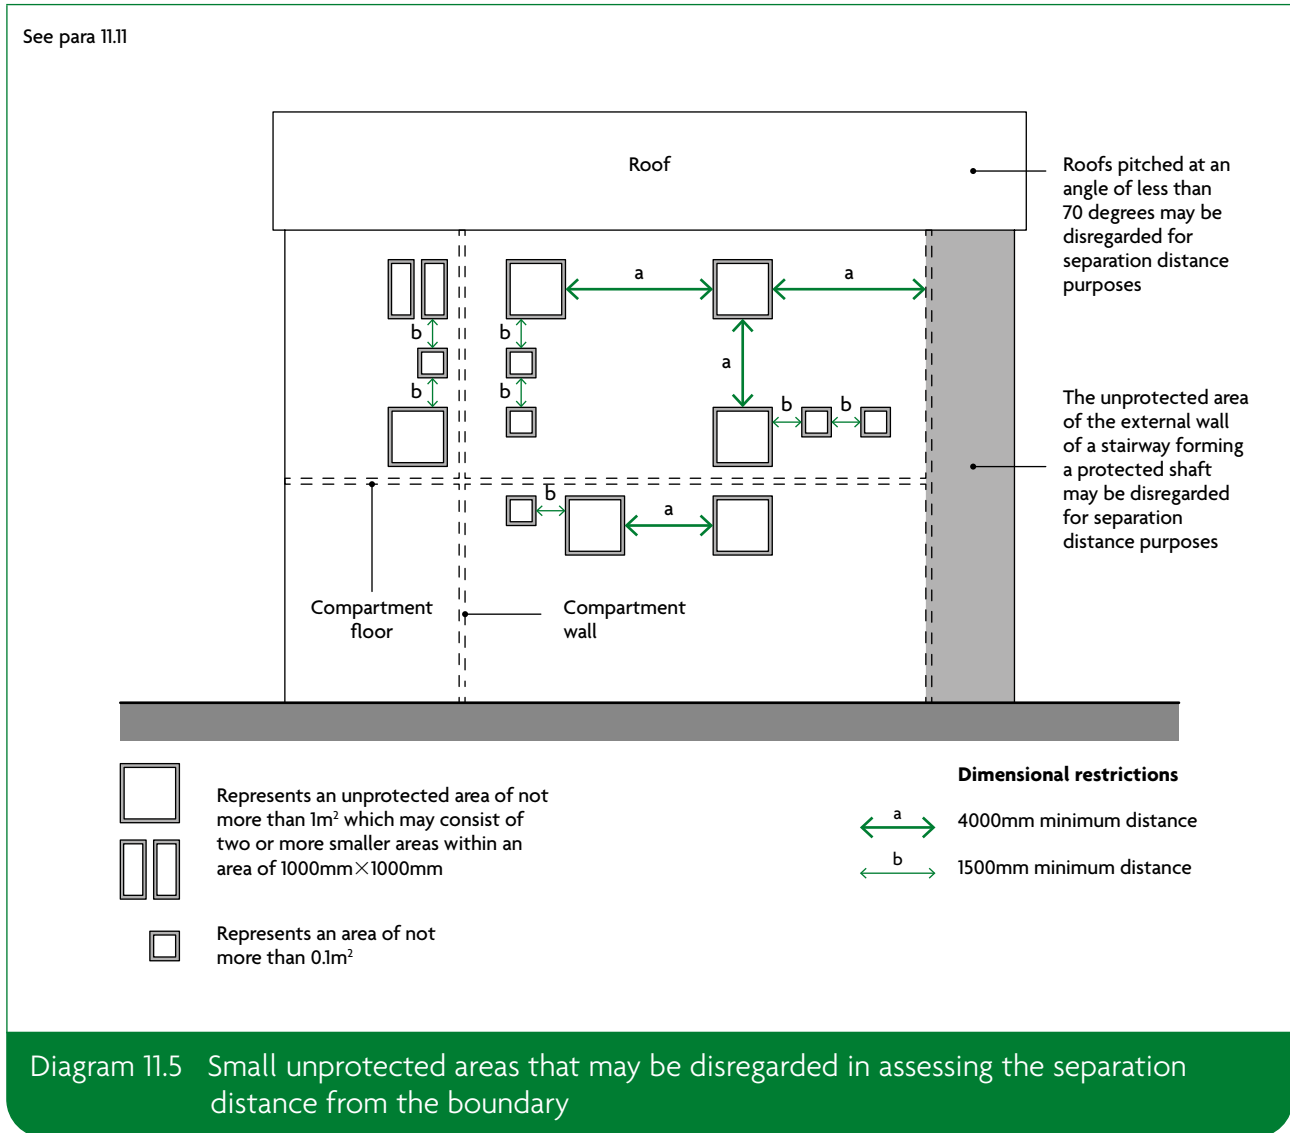 See para 11.11
Roof
Roofs pitched at an
angle of less than
70 degrees may be
disregarded for
separation distance
purposes
a
a
b
b
a
b
b
b
b
The unprotected area
of the external wall
of a stairway forming
a protected shaft
may be disregarded
for separation
distance purposes
b
a
Compartment
floor
Compartment
wall
Represents an unprotected area of not
more than 1m² which may consist of
two or more smaller areas within an
area of 1000mm×1000mm
Represents an area of not
more than 0.1m²
Dimensional restrictions
a
4000mm minimum distance
b
1500mm minimum distance
Diagram 11.5 Small unprotected areas that may be disregarded in assessing the separation
distance from the boundary